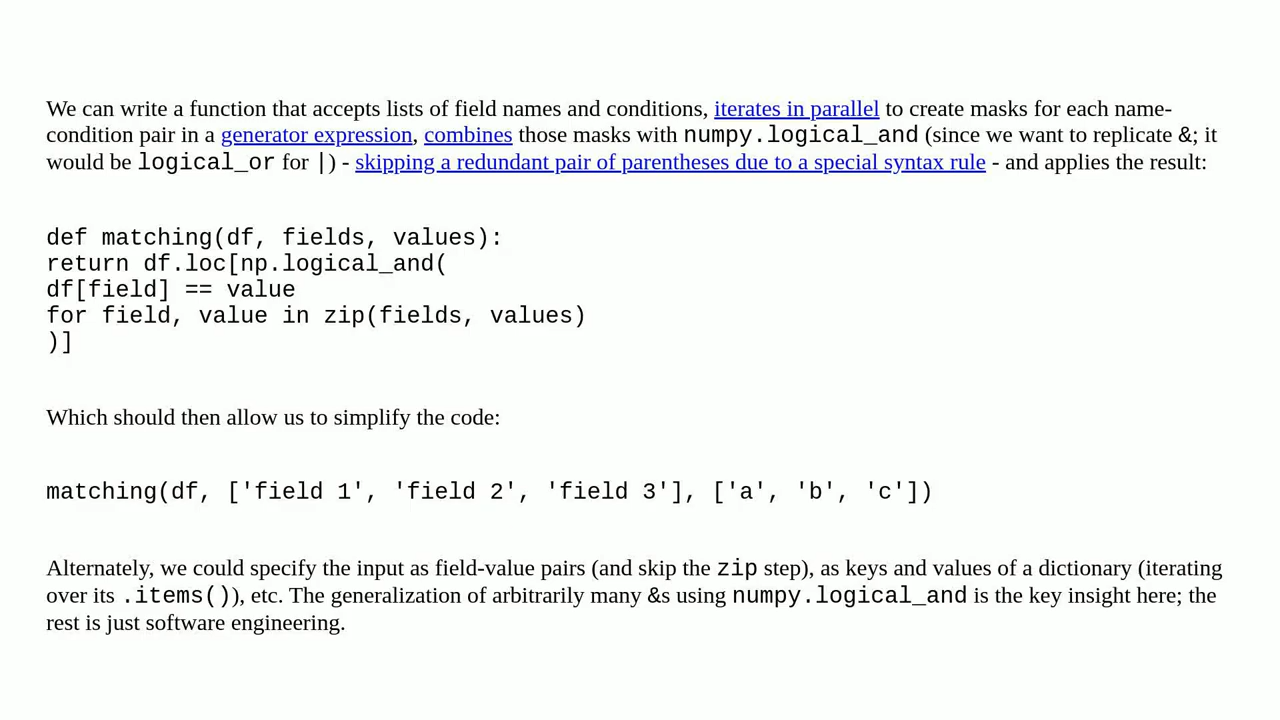 We can write a function that accepts lists of field names and conditions, iterates in parallel to create masks for each name-
condition pair in a generator expression, combines those masks with numpy.logical_and (since we want to replicate &; it
would be logical_or for |) - skipping a redundant pair of parentheses due to a special syntax rule - and applies the result:
def matching(df, fields, values):
return df.loc[np.logical_and(
df[field] == value
for field, value in zip(fields, values)
)]
Which should then allow us to simplify the code:
matching(df, ['field 1', 'field 2', 'field 3'], ['a', 'b', 'c'])
Alternately, we could specify the input as field-value pairs (and skip the zip step), as keys and values of a dictionary (iterating
over its .items()), etc. The generalization of arbitrarily many &s using numpy.logical_and is the key insight here; the
rest is just software engineering.